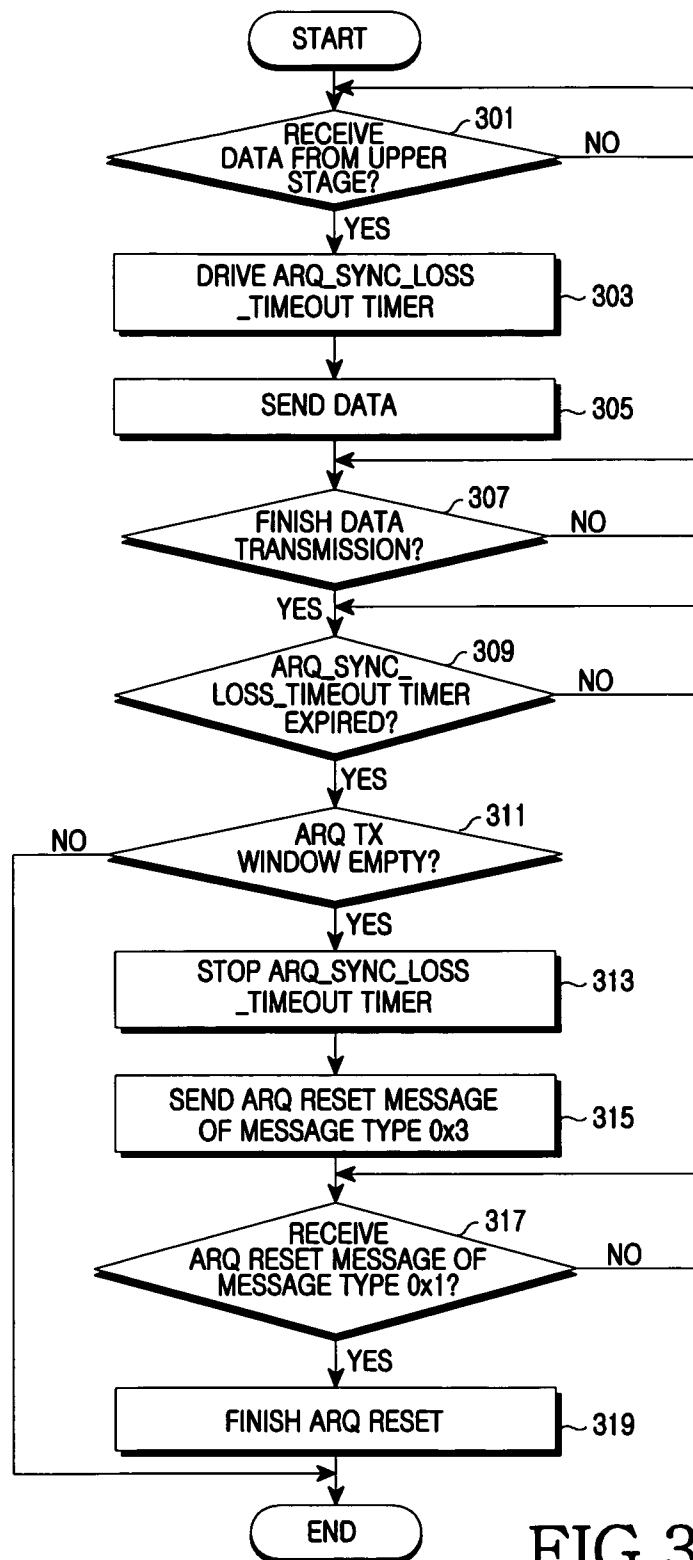 START
301
RECEIVE
DATA FROM UPPER
STAGE?
NO
YES
DRIVE ARQ_SYNC_LOSS
_TIMEOUT TIMER
303
SEND DATA
305
307
FINISH DATA
TRANSMISSION?
NO
YES
309
ARQ_SYNC_
LOSS_TIMEOUT TIMER
EXPIRED?
NO
YES
311
ARQ TX
WINDOW EMPTY?
NO
YES
STOP ARQ_SYNC_LOSS
_TIMEOUT TIMER
313
SEND ARQ RESET MESSAGE
OF MESSAGE TYPE 0x3
315
317
RECEIVE
ARQ RESET MESSAGE OF
MESSAGE TYPE 0x1?
NO
YES
FINISH ARQ RESET
319
END
FIG.3